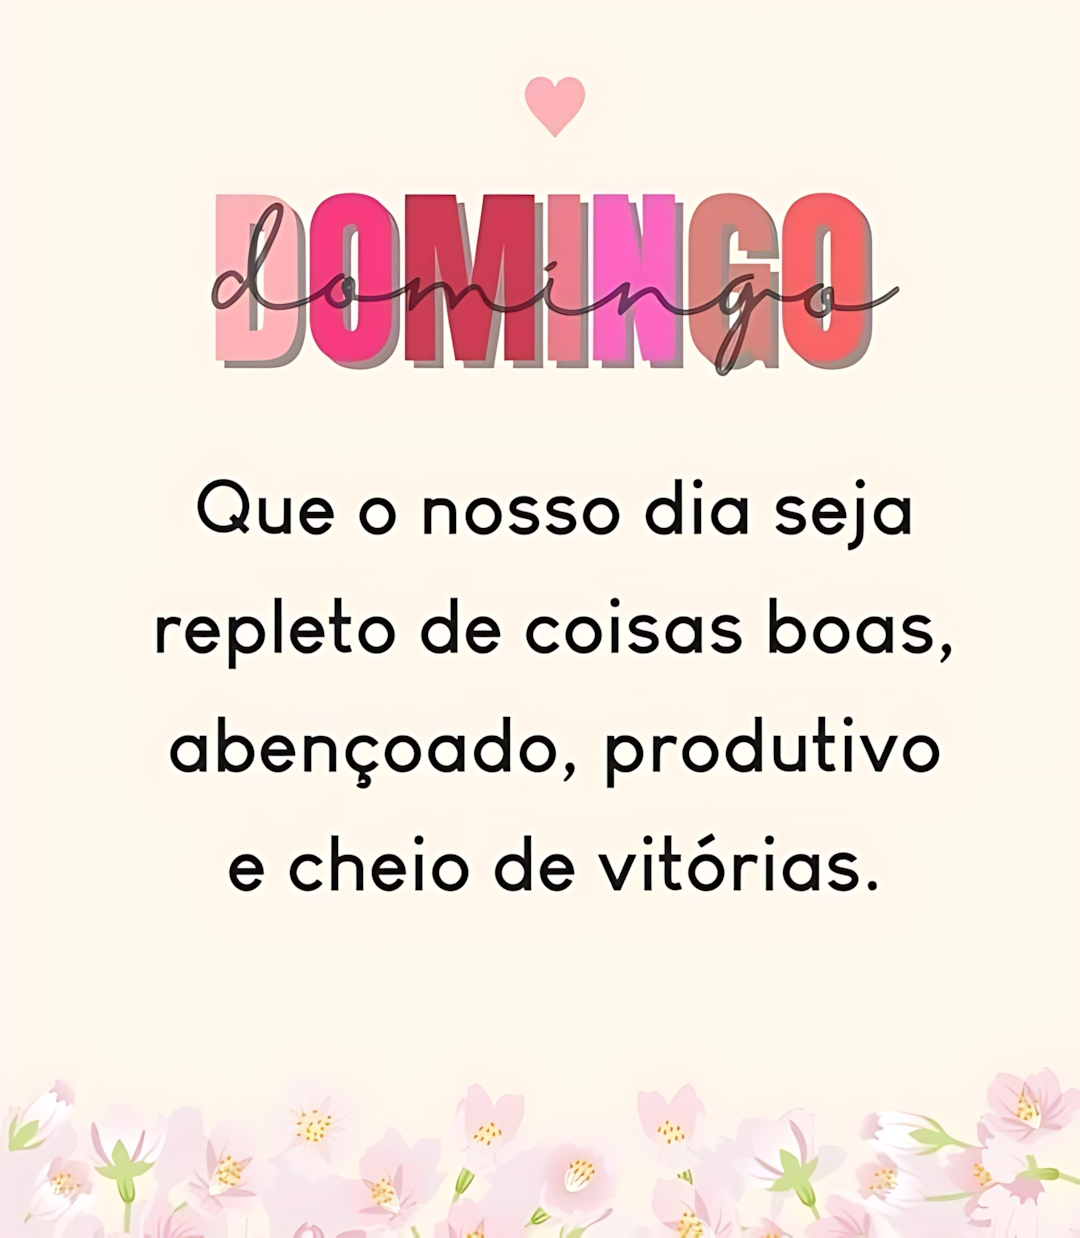 DOMINGO
domingo
Que o nosso dia seja
repleto de coisas boas,
abençoado, produtivo
e cheio de vitórias.